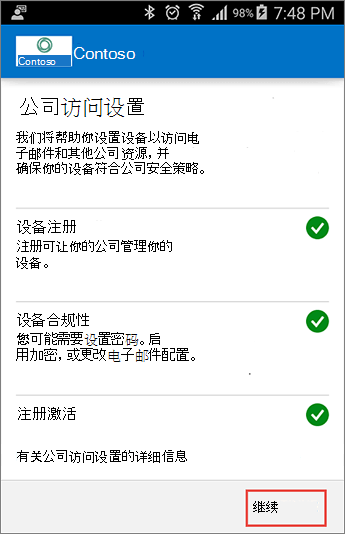 98% 7:48 PM
Contoso
Contoso
公司访问设置
我们将帮助你设置设备以访问电
子邮件和其他公司资源,并
确保你的设备符合公司安全策略。
设备注册
注册可让你的公司管理你的
设备。
设备合规性
您可能需要设置密码。启
用加密,或更改电子邮件配置。
注册激活
有关公司访问设置的详细信息
继续